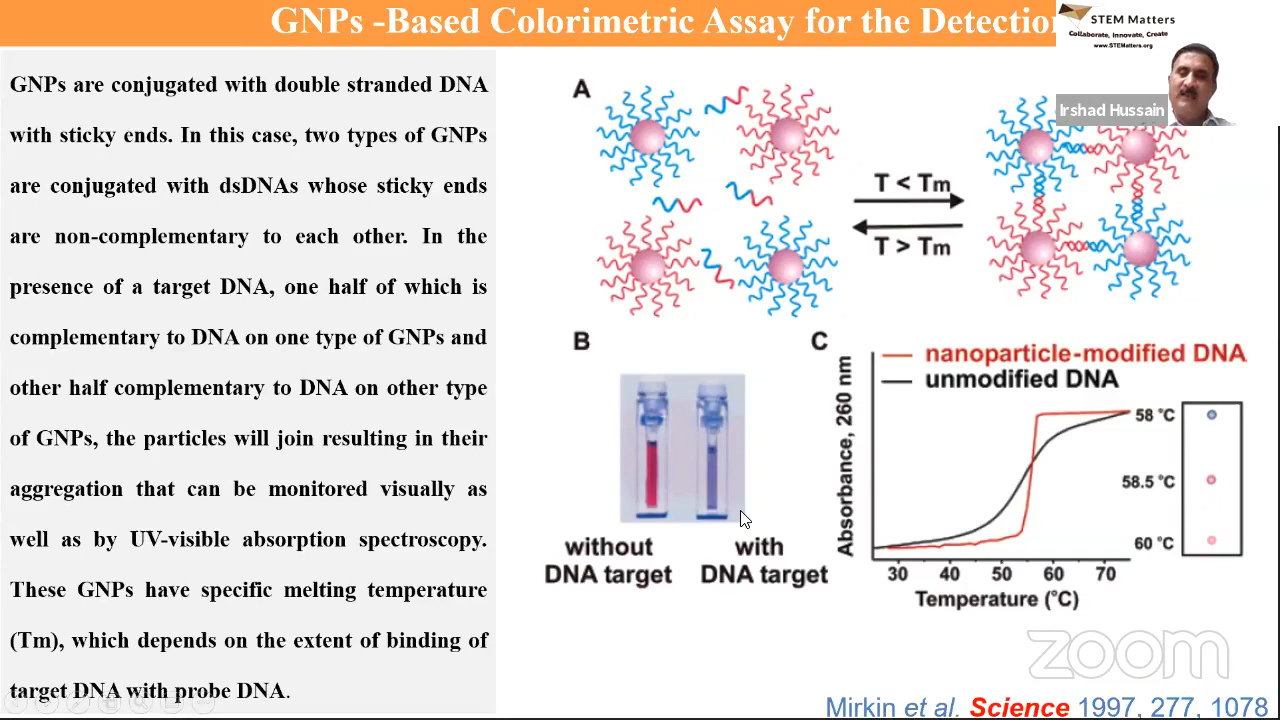 GNPs -Based Colorimetric Assay for the Detection
STEM Matters
Collaborate, Innovate, Create
www.STEMatters.org
Irshad Hussain
GNPs are conjugated with double stranded DNA
with sticky ends. In this case, two types of GNPs
are conjugated with dsDNAs whose sticky ends
are non-complementary to each other. In the
presence of a target DNA, one half of which is
complementary to DNA on one type of GNPs and
other half complementary to DNA on other type
of GNPs, the particles will join resulting in their
aggregation that can be monitored visually as
well as by UV-visible absorption spectroscopy.
These GNPs have specific melting temperature
(Tm), which depends on the extent of binding of
target DNA with probe DNA.
A
T < Tm
T > Tm
B
without
DNA target
with
DNA target
C
nanoparticle-modified DNA
unmodified DNA
Absorbance, 260 nm
58 °C
58.5 °C
60 °C
30 40 50 60 70
Temperature (°C)
zoom
Mirkin et al. Science 1997, 277, 1078